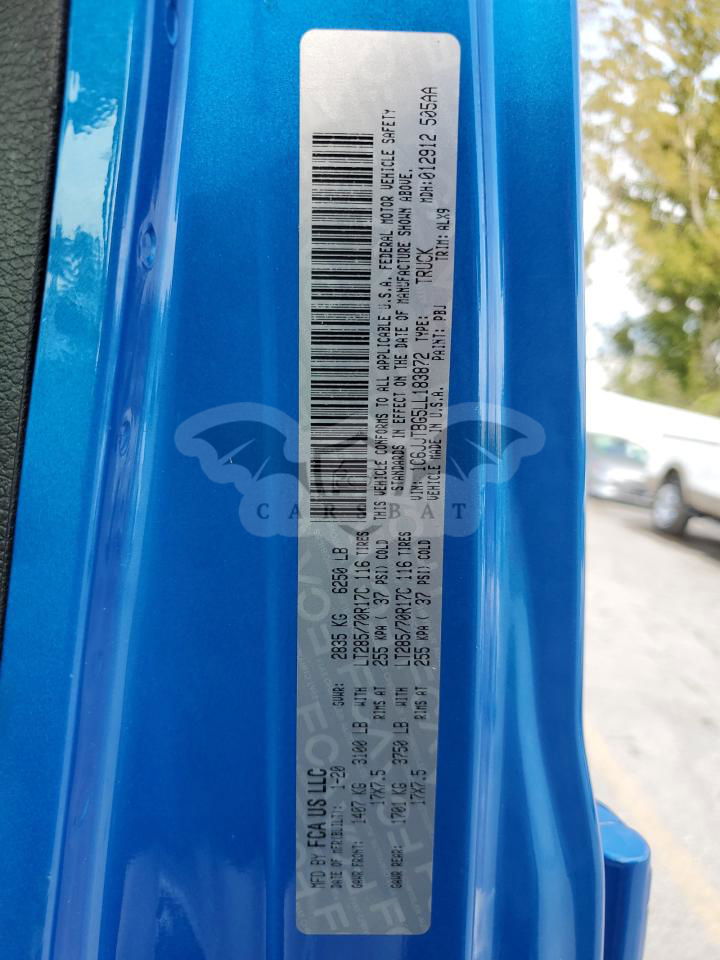 MFD BY FCA US LLC
DATE OF MFR(BUILT): 1-20 GVWR: 2835 KG 6250 LB
GAWR FRONT: 1407 KG 3100 LB WITH LT285/70R17C 116 TIRES
17X7.5 RIMS AT 255 KPA ( 37 PSI) COLD
GAWR REAR: 1701 KG 3750 LB WITH LT285/70R17C 116 TIRES
17X7.5 RIMS AT 255 KPA ( 37 PSI) COLD
THIS VEHICLE CONFORMS TO ALL APPLICABLE U.S.A. FEDERAL MOTOR VEHICLE SAFETY
STANDARDS IN EFFECT ON THE DATE OF MANUFACTURE SHOWN ABOVE.
VIN: 1C6JJTBG5LL183872 TYPE: TRUCK MDH:012912 505AA
VEHICLE MADE IN U.S.A. PAINT: PBJ TRIM: ALX9
CARSBAT